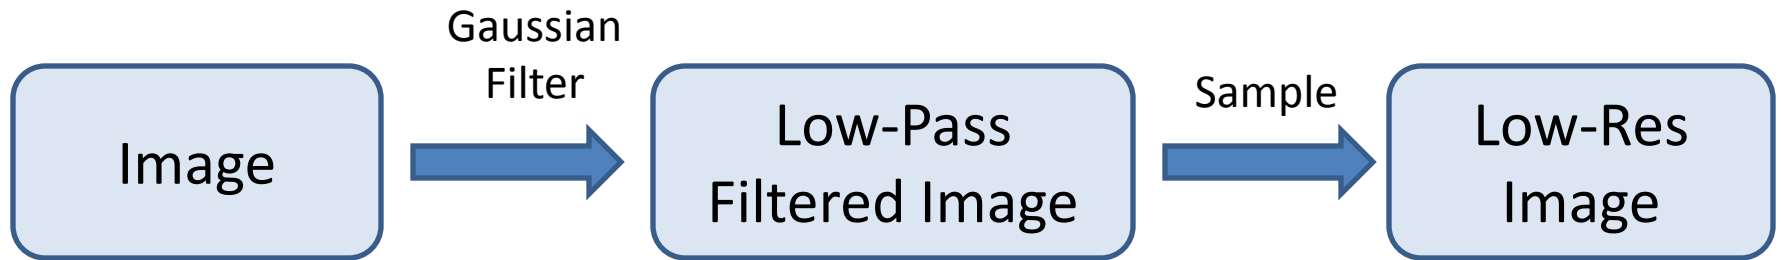 Image
Gaussian
Filter
Low-Pass
Filtered Image
Sample
Low-Res
Image